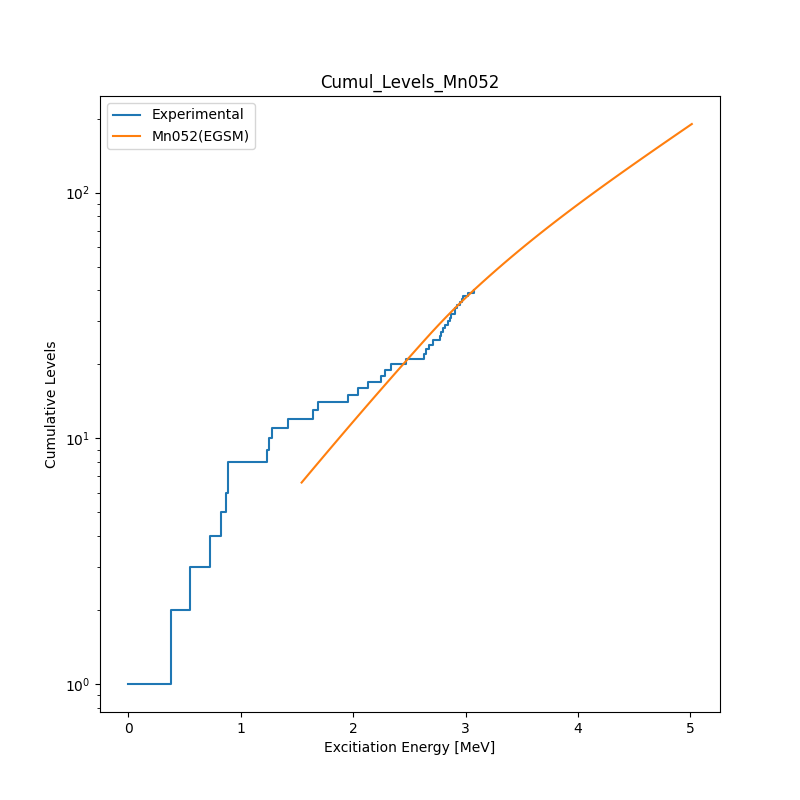 Cumul_Levels_Mn052
Experimental
Mn052(EGSM)
Cumulative Levels
10²
10¹
10⁰
0 1 2 3 4 5
Excitiation Energy [MeV]